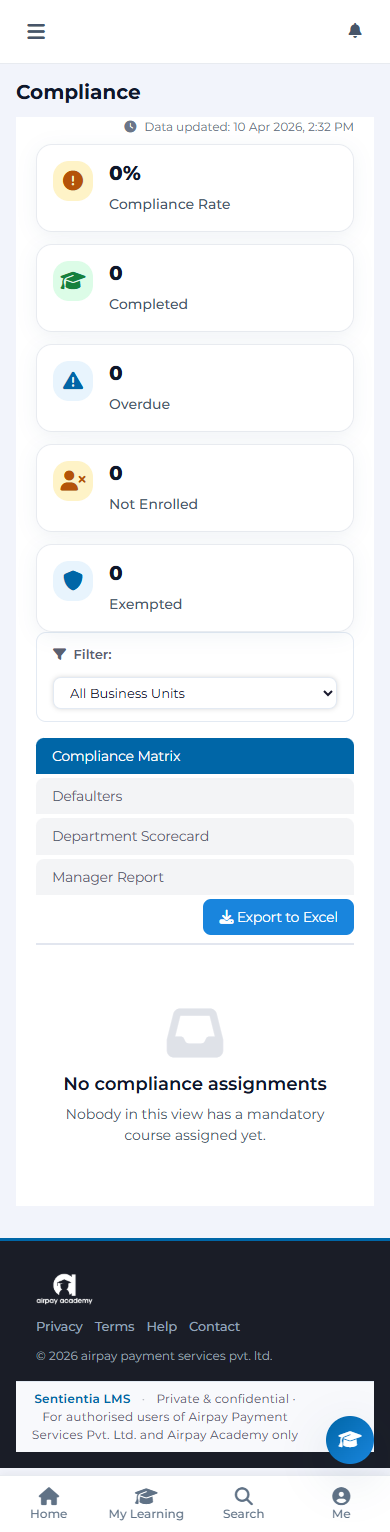 Compliance
Data updated: 10 Apr 2026, 2:32 PM
0%
Compliance Rate
0
Completed
0
Overdue
0
Not Enrolled
0
Exempted
Filter:
All Business Units
Compliance Matrix
Defaulters
Department Scorecard
Manager Report
Export to Excel
No compliance assignments
Nobody in this view has a mandatory
course assigned yet.
airpay academy
Privacy Terms Help Contact
© 2026 airpay payment services pvt. ltd.
Sentientia LMS · Private & confidential ·
For authorised users of Airpay Payment
Services Pvt. Ltd. and Airpay Academy only
Home My Learning Search Me